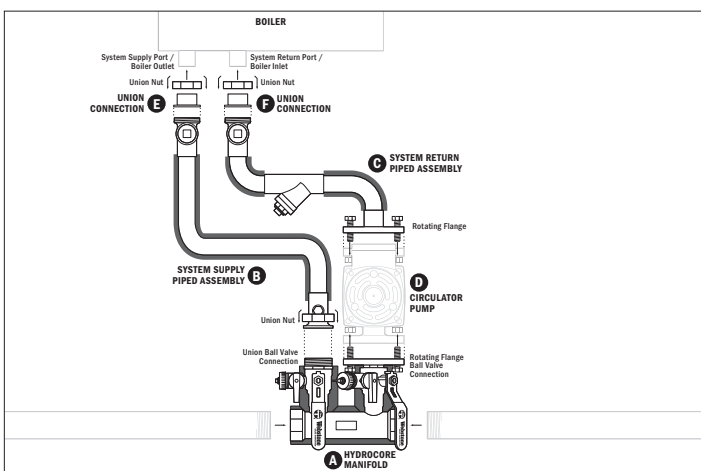 BOILER
System Supply Port /
Boiler Outlet
System Return Port /
Boiler Inlet
Union Nut
Union Nut
UNION
CONNECTION
E
F
UNION
CONNECTION
C
SYSTEM RETURN
PIPED ASSEMBLY
Rotating Flange
SYSTEM SUPPLY
PIPED ASSEMBLY
B
D
CIRCULATOR
PUMP
Union Nut
Union Ball Valve
Connection
Rotating Flange
Ball Valve
Connection
Webstone
Webstone
A
HYDROCORE
MANIFOLD